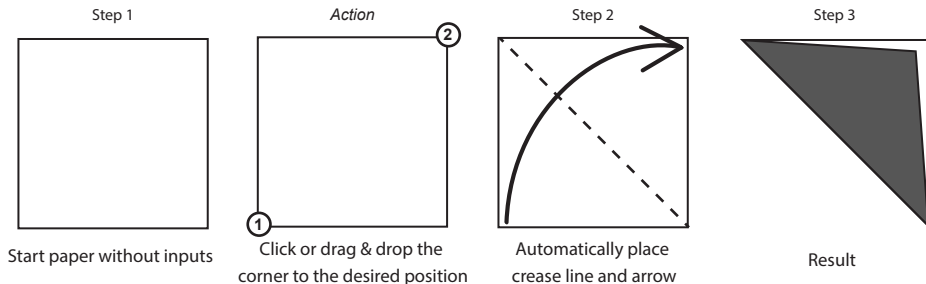 Step 1
Action
Step 2
Step 3
2
1
Start paper without inputs
Click or drag & drop the
corner to the desired position
Automatically place
crease line and arrow
Result